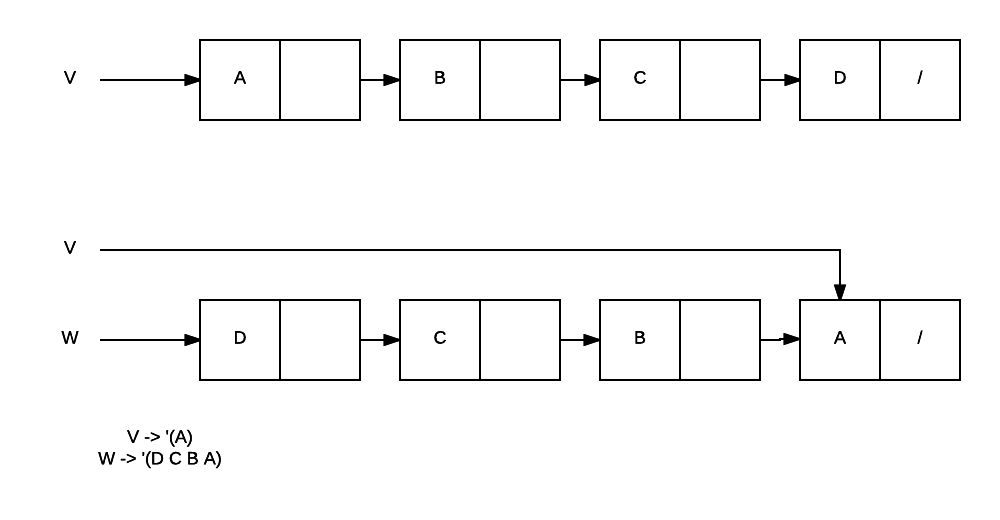 V A B C D /
V
W D C B A /
V -> '(A)
W -> '(D C B A)